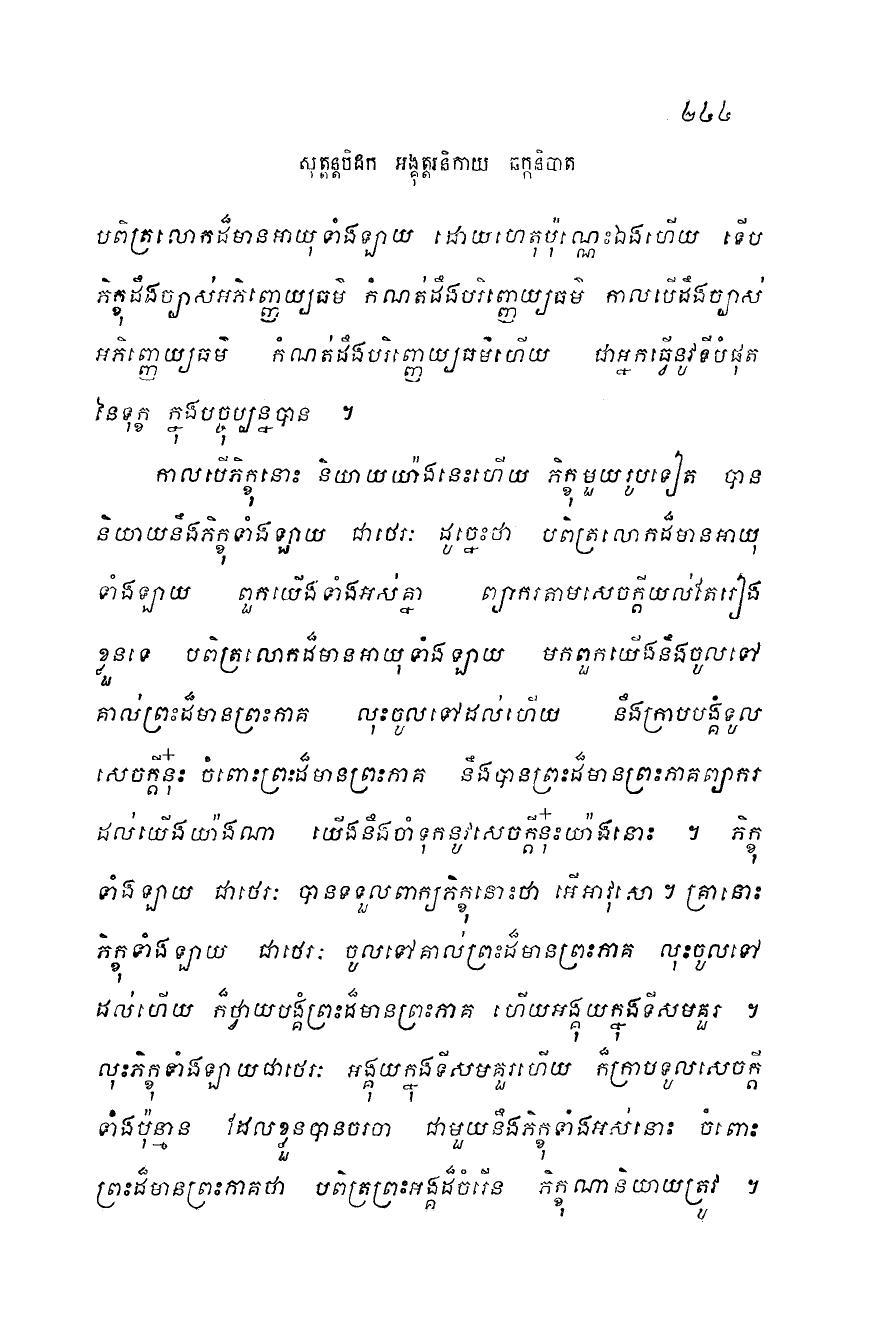 ២៤៤
សុត្តន្តបិដក អង្គុត្តរនិកាយ ឆក្កនិបាត
បពិត្រលោកដ៏មានអាយុទាំងឡាយ ដោយហេតុប៉ុណ្ណេះឯងហើយ ទើប
ភិក្ខុដឹងច្បាស់អភិញ្ញេយ្យធម៌ កំណត់ដឹងបរិញ្ញេយ្យធម៌ កាលបើដឹងច្បាស់
អភិញ្ញេយ្យធម៌ កំណត់ដឹងបរិញ្ញេយ្យធម៌ហើយ ជាអ្នកធ្វើនូវទីបំផុត
នៃទុក្ខ ក្នុងបច្ចុប្បន្នបាន ។
កាលបើភិក្ខុនោះ និយាយយ៉ាងនេះហើយ ភិក្ខុមួយរូបទៀត បាន
និយាយនឹងភិក្ខុទាំងឡាយ ជាថេរៈ ដូច្នេះថា បពិត្រលោកដ៏មានអាយុ
ទាំងឡាយ ពួកយើងទាំងអស់គ្នា ព្យាករតាមសេចក្តីយល់តែរៀង
ខ្លួនទេ បពិត្រលោកដ៏មានអាយុទាំងឡាយ មកពួកយើងនឹងចូលទៅ
គាល់ព្រះដ៏មានព្រះភាគ លុះចូលទៅដល់ហើយ នឹងក្រាបបង្គំទូល
សេចក្តីនុ៎ះ ចំពោះព្រះដ៏មានព្រះភាគ នឹងបានព្រះដ៏មានព្រះភាគព្យាករ
ដល់យើងយ៉ាងណា យើងនឹងចាំទុកនូវសេចក្តីនុ៎ះយ៉ាងនោះ ។ ភិក្ខុ
ទាំងឡាយ ជាថេរៈ បានទទួលពាក្យភិក្ខុនោះថា អើអាវុសោ ។ គ្រានោះ
ភិក្ខុទាំងឡាយ ជាថេរៈ ចូលទៅគាល់ព្រះដ៏មានព្រះភាគ លុះចូលទៅ
ដល់ហើយ ក៏ថ្វាយបង្គំព្រះដ៏មានព្រះភាគ ហើយអង្គុយក្នុងទីសមគួរ ។
លុះភិក្ខុទាំងឡាយជាថេរៈ អង្គុយក្នុងទីសមគួរហើយ ក៏ក្រាបទូលសេចក្តី
ទាំងប៉ុន្មាន ដែលខ្លួនបានចរចា ជាមួយនឹងភិក្ខុទាំងអស់នោះ ចំពោះ
ព្រះដ៏មានព្រះភាគថា បពិត្រព្រះអង្គដ៏ចំរើន ភិក្ខុណានិយាយត្រូវ ។